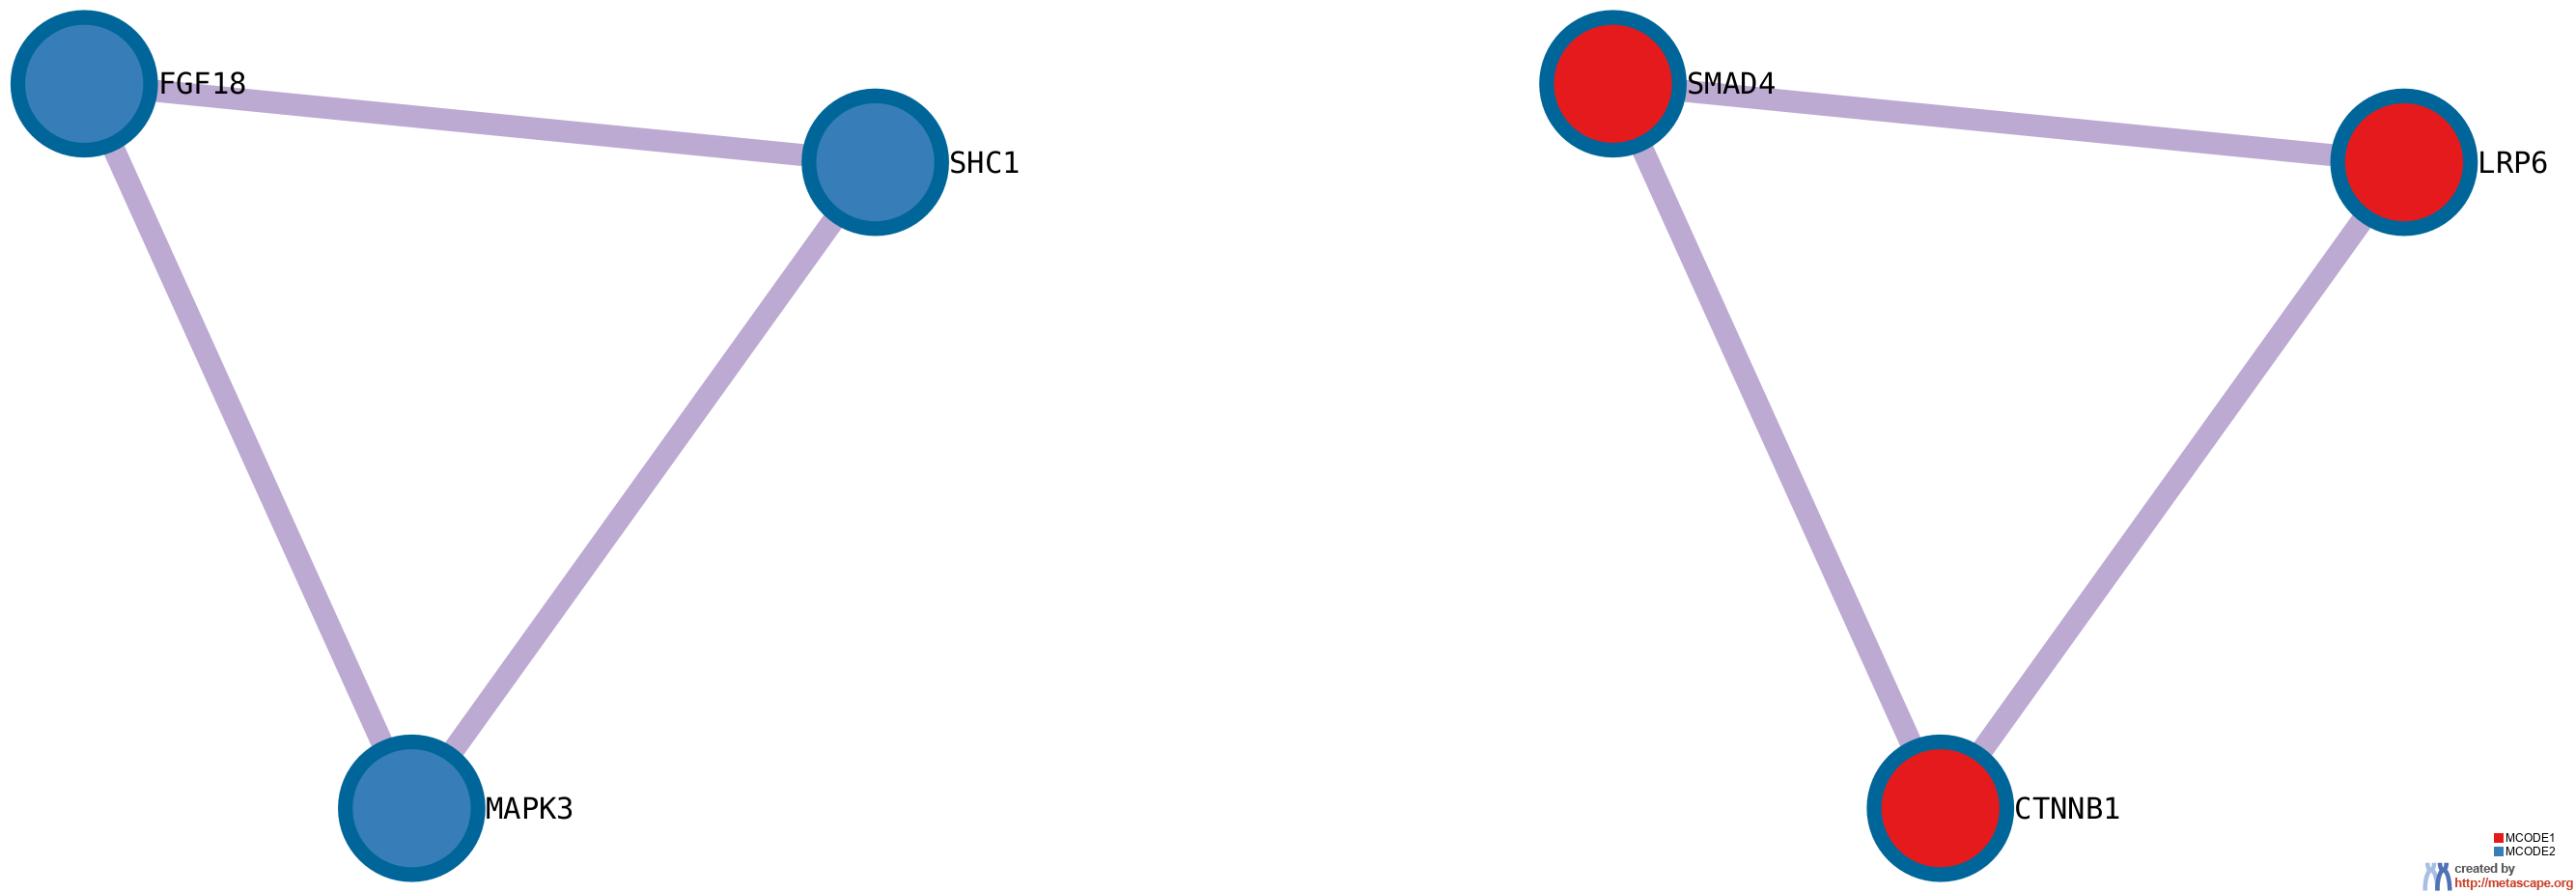 FGF18
SMAD4
SHC1
LRP6
MAPK3
CTNNB1
MCODE1
MCODE2
created by
http://metascape.org